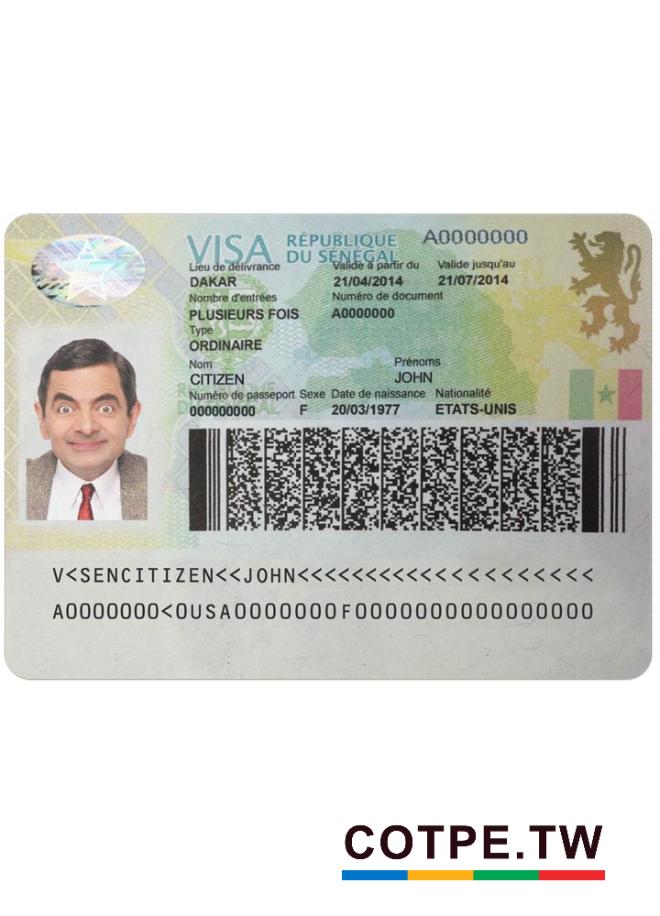 VISA RÉPUBLIQUE DU SÉNÉGAL A0000000
Lieu de délivrance Valide à partir du Valide jusqu'au
DAKAR 21/04/2014 21/07/2014
Nombre d'entrées Numéro de document
PLUSIEURS FOIS A0000000
Type
ORDINAIRE
Nom Prénoms
CITIZEN JOHN
Numéro de passeport Sexe Date de naissance Nationalité
000000000 F 20/03/1977 ETATS-UNIS
V<SENCITIZEN<<JOHN<<<<<<<<<<<<<<<<<<<<<<
A0000000<0USA0000000F00000000000000000
COTPE.TW